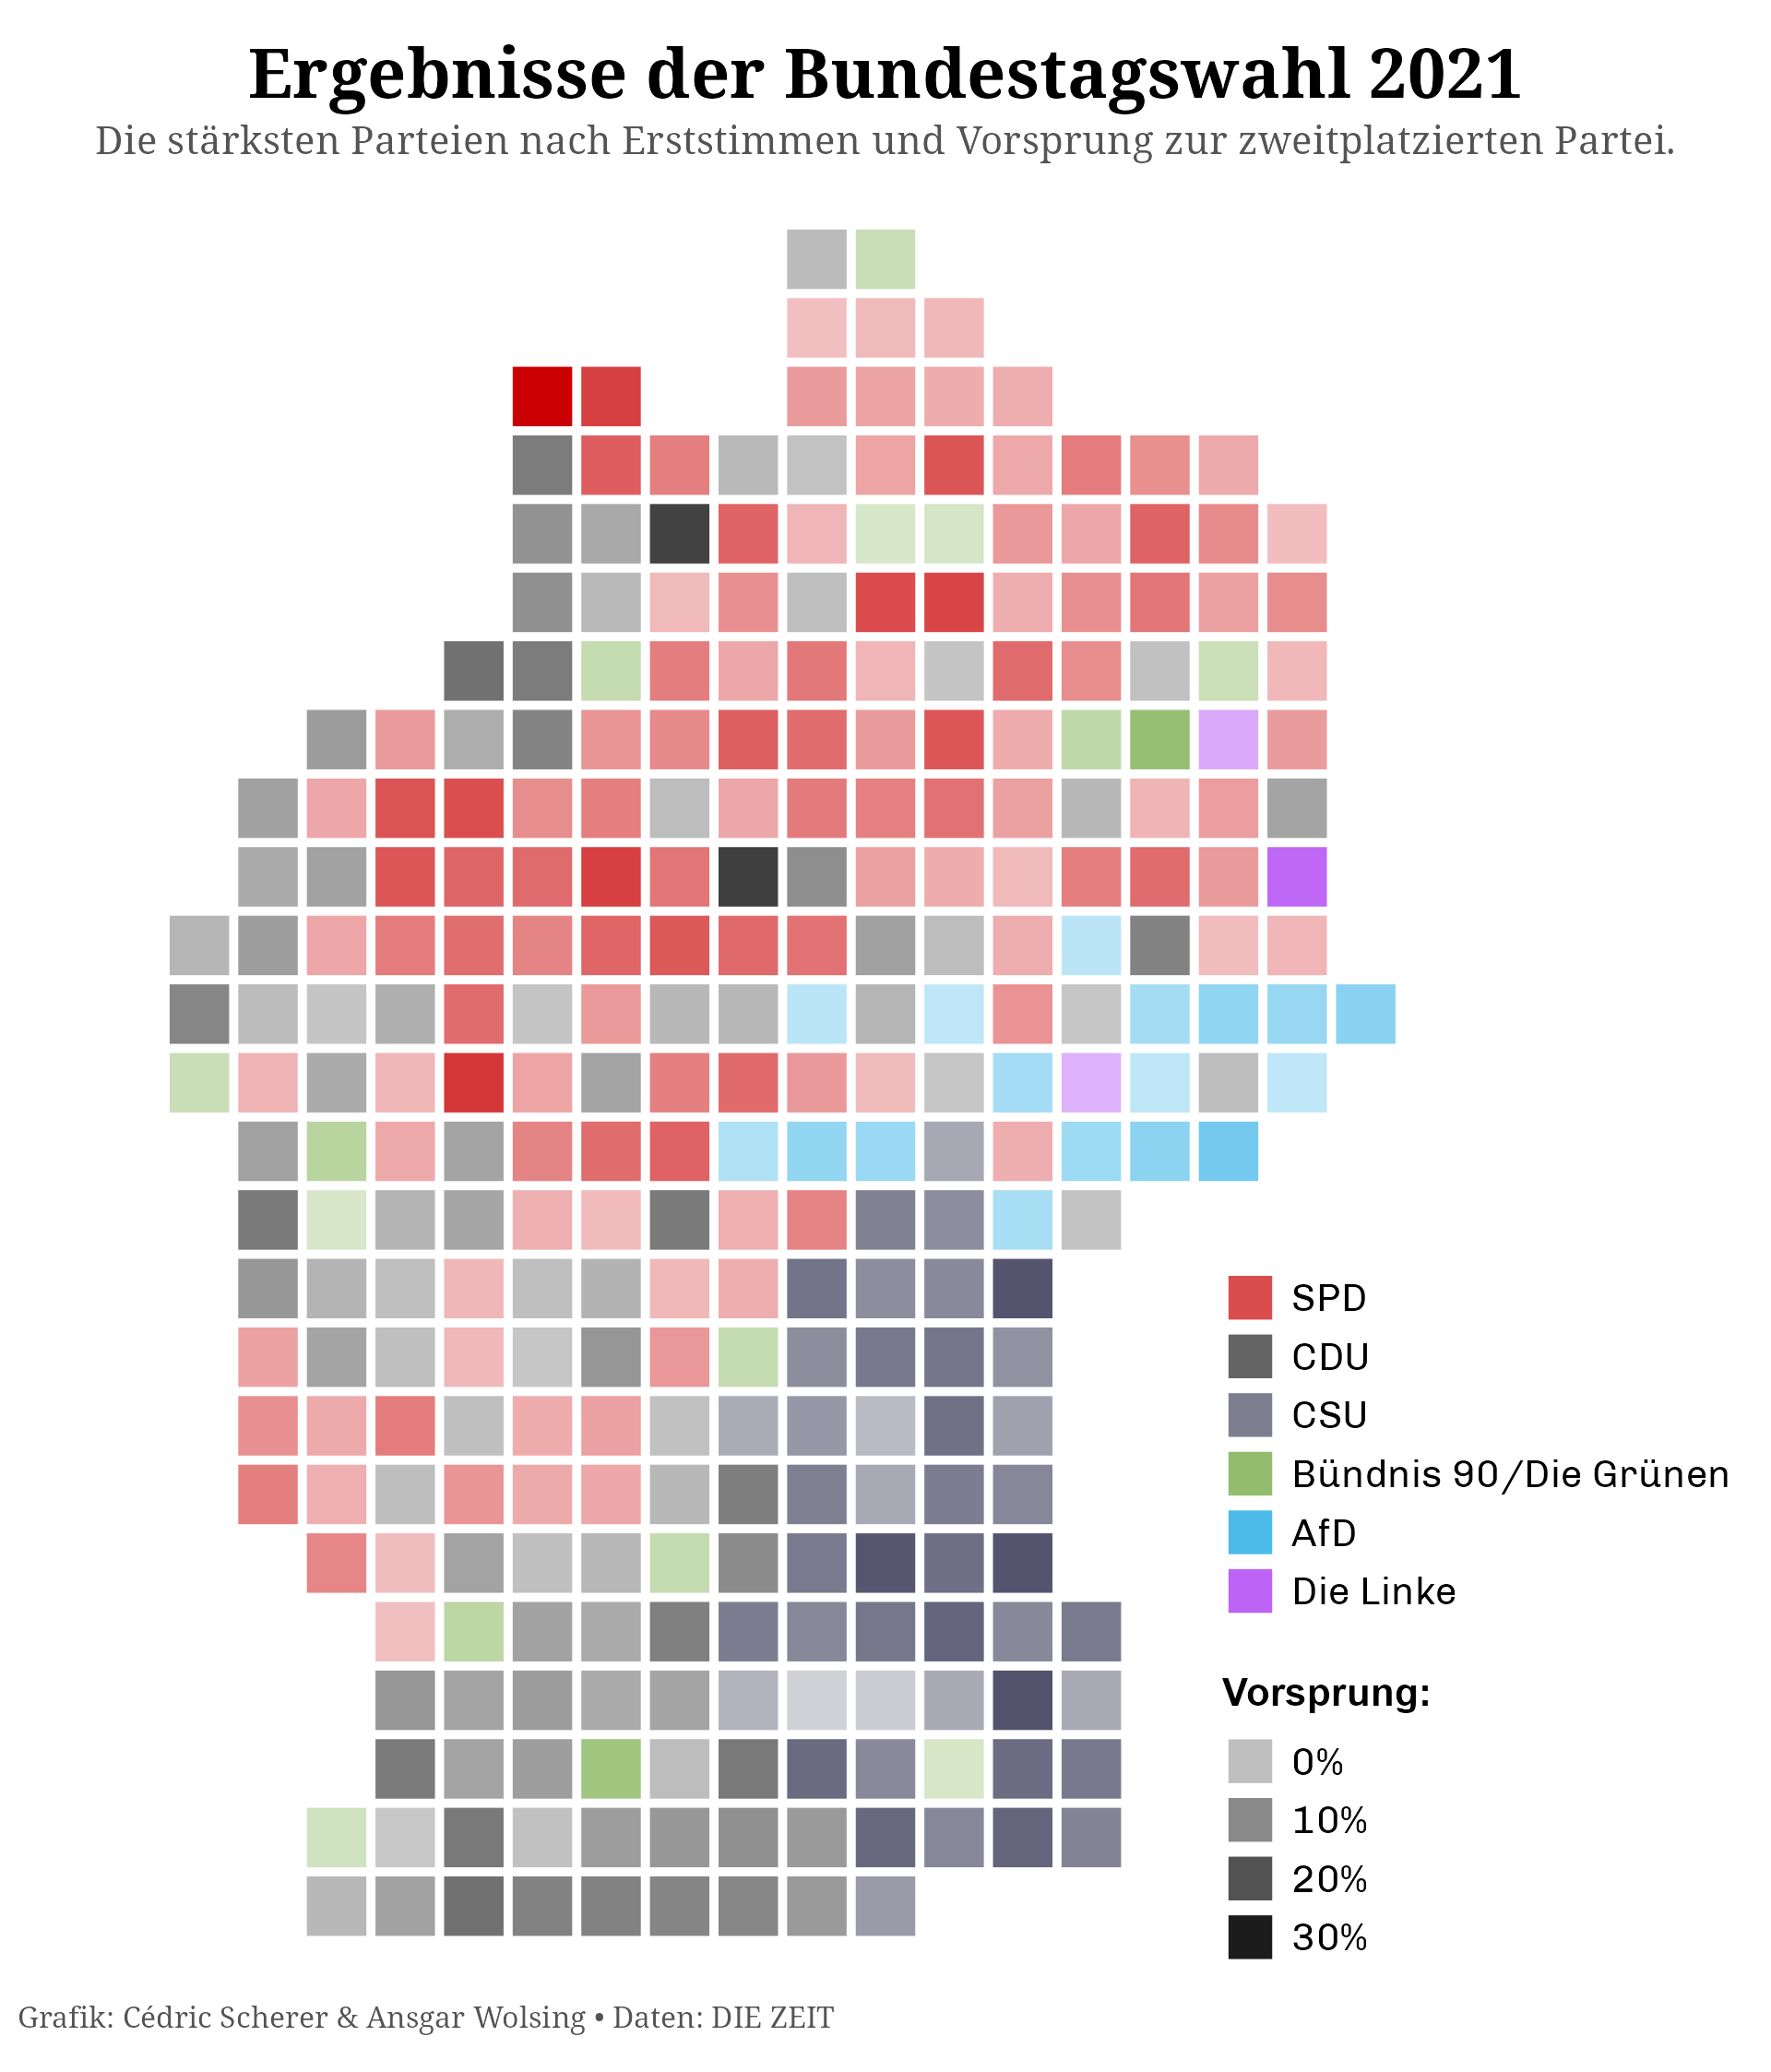 Ergebnisse der Bundestagswahl 2021
Die stärksten Parteien nach Erststimmen und Vorsprung zur zweitplatzierten Partei.
SPD
CDU
CSU
Bündnis 90/Die Grünen
AfD
Die Linke
Vorsprung:
0%
10%
20%
30%
Grafik: Cédric Scherer & Ansgar Wolsing • Daten: DIE ZEIT